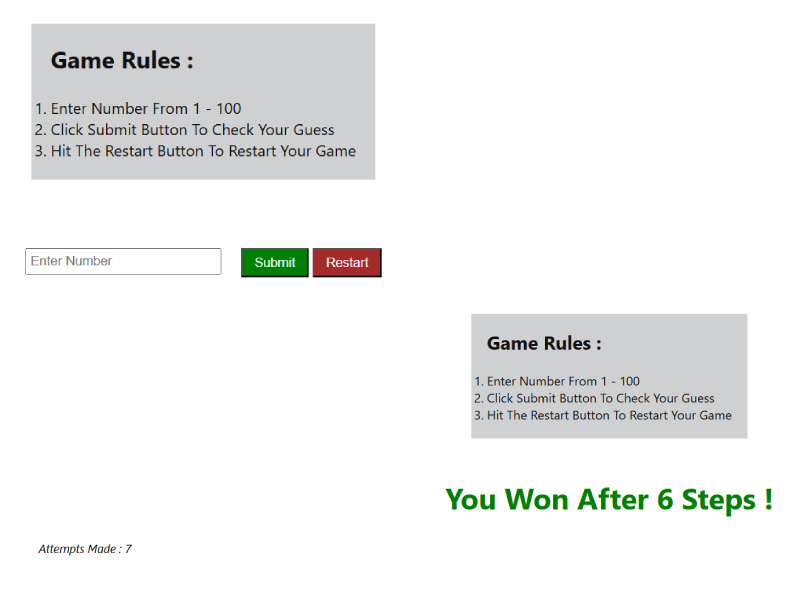 Game Rules :
1. Enter Number From 1 - 100
2. Click Submit Button To Check Your Guess
3. Hit The Restart Button To Restart Your Game
Enter Number
Submit
Restart
Game Rules :
1. Enter Number From 1 - 100
2. Click Submit Button To Check Your Guess
3. Hit The Restart Button To Restart Your Game
You Won After 6 Steps !
Attempts Made : 7